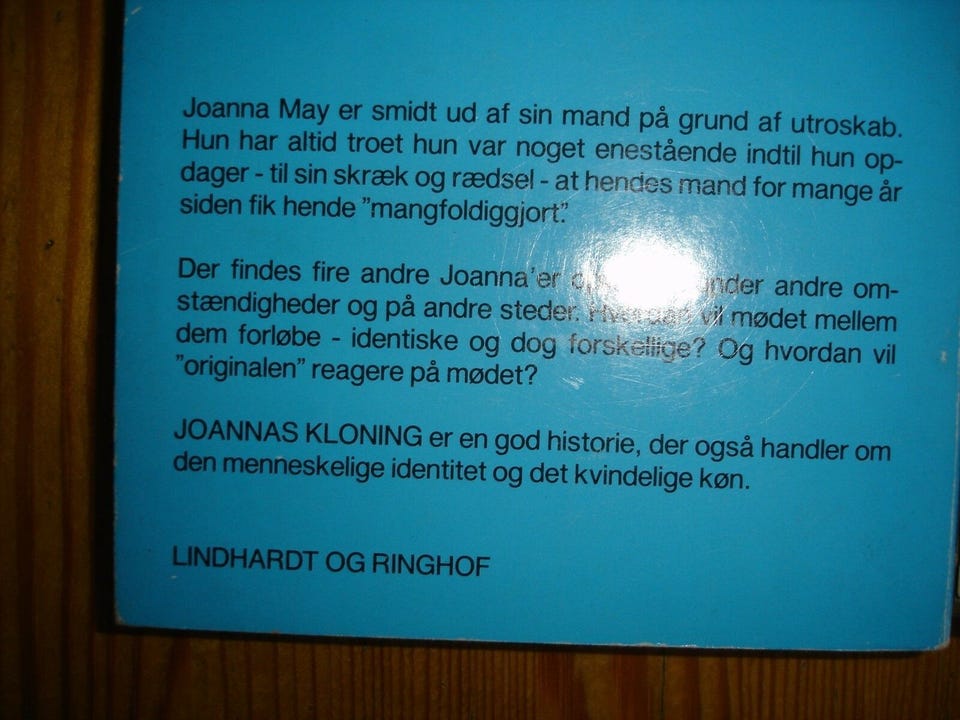 Joanna May er smidt ud af sin mand på grund af utroskab.
Hun har altid troet hun var noget enestående indtil hun op-
dager - til sin skræk og rædsel - at hendes mand for mange år
siden fik hende "mangfoldiggjort".
Der findes fire andre Joanna'er under andre om-
stændigheder og på andre steder. Hvordan vil mødet mellem
dem forløbe - identiske og dog forskellige? Og hvordan vil
"originalen" reagere på mødet?
JOANNAS KLONING er en god historie, der også handler om
den menneskelige identitet og det kvindelige køn.
LINDHARDT OG RINGHOF